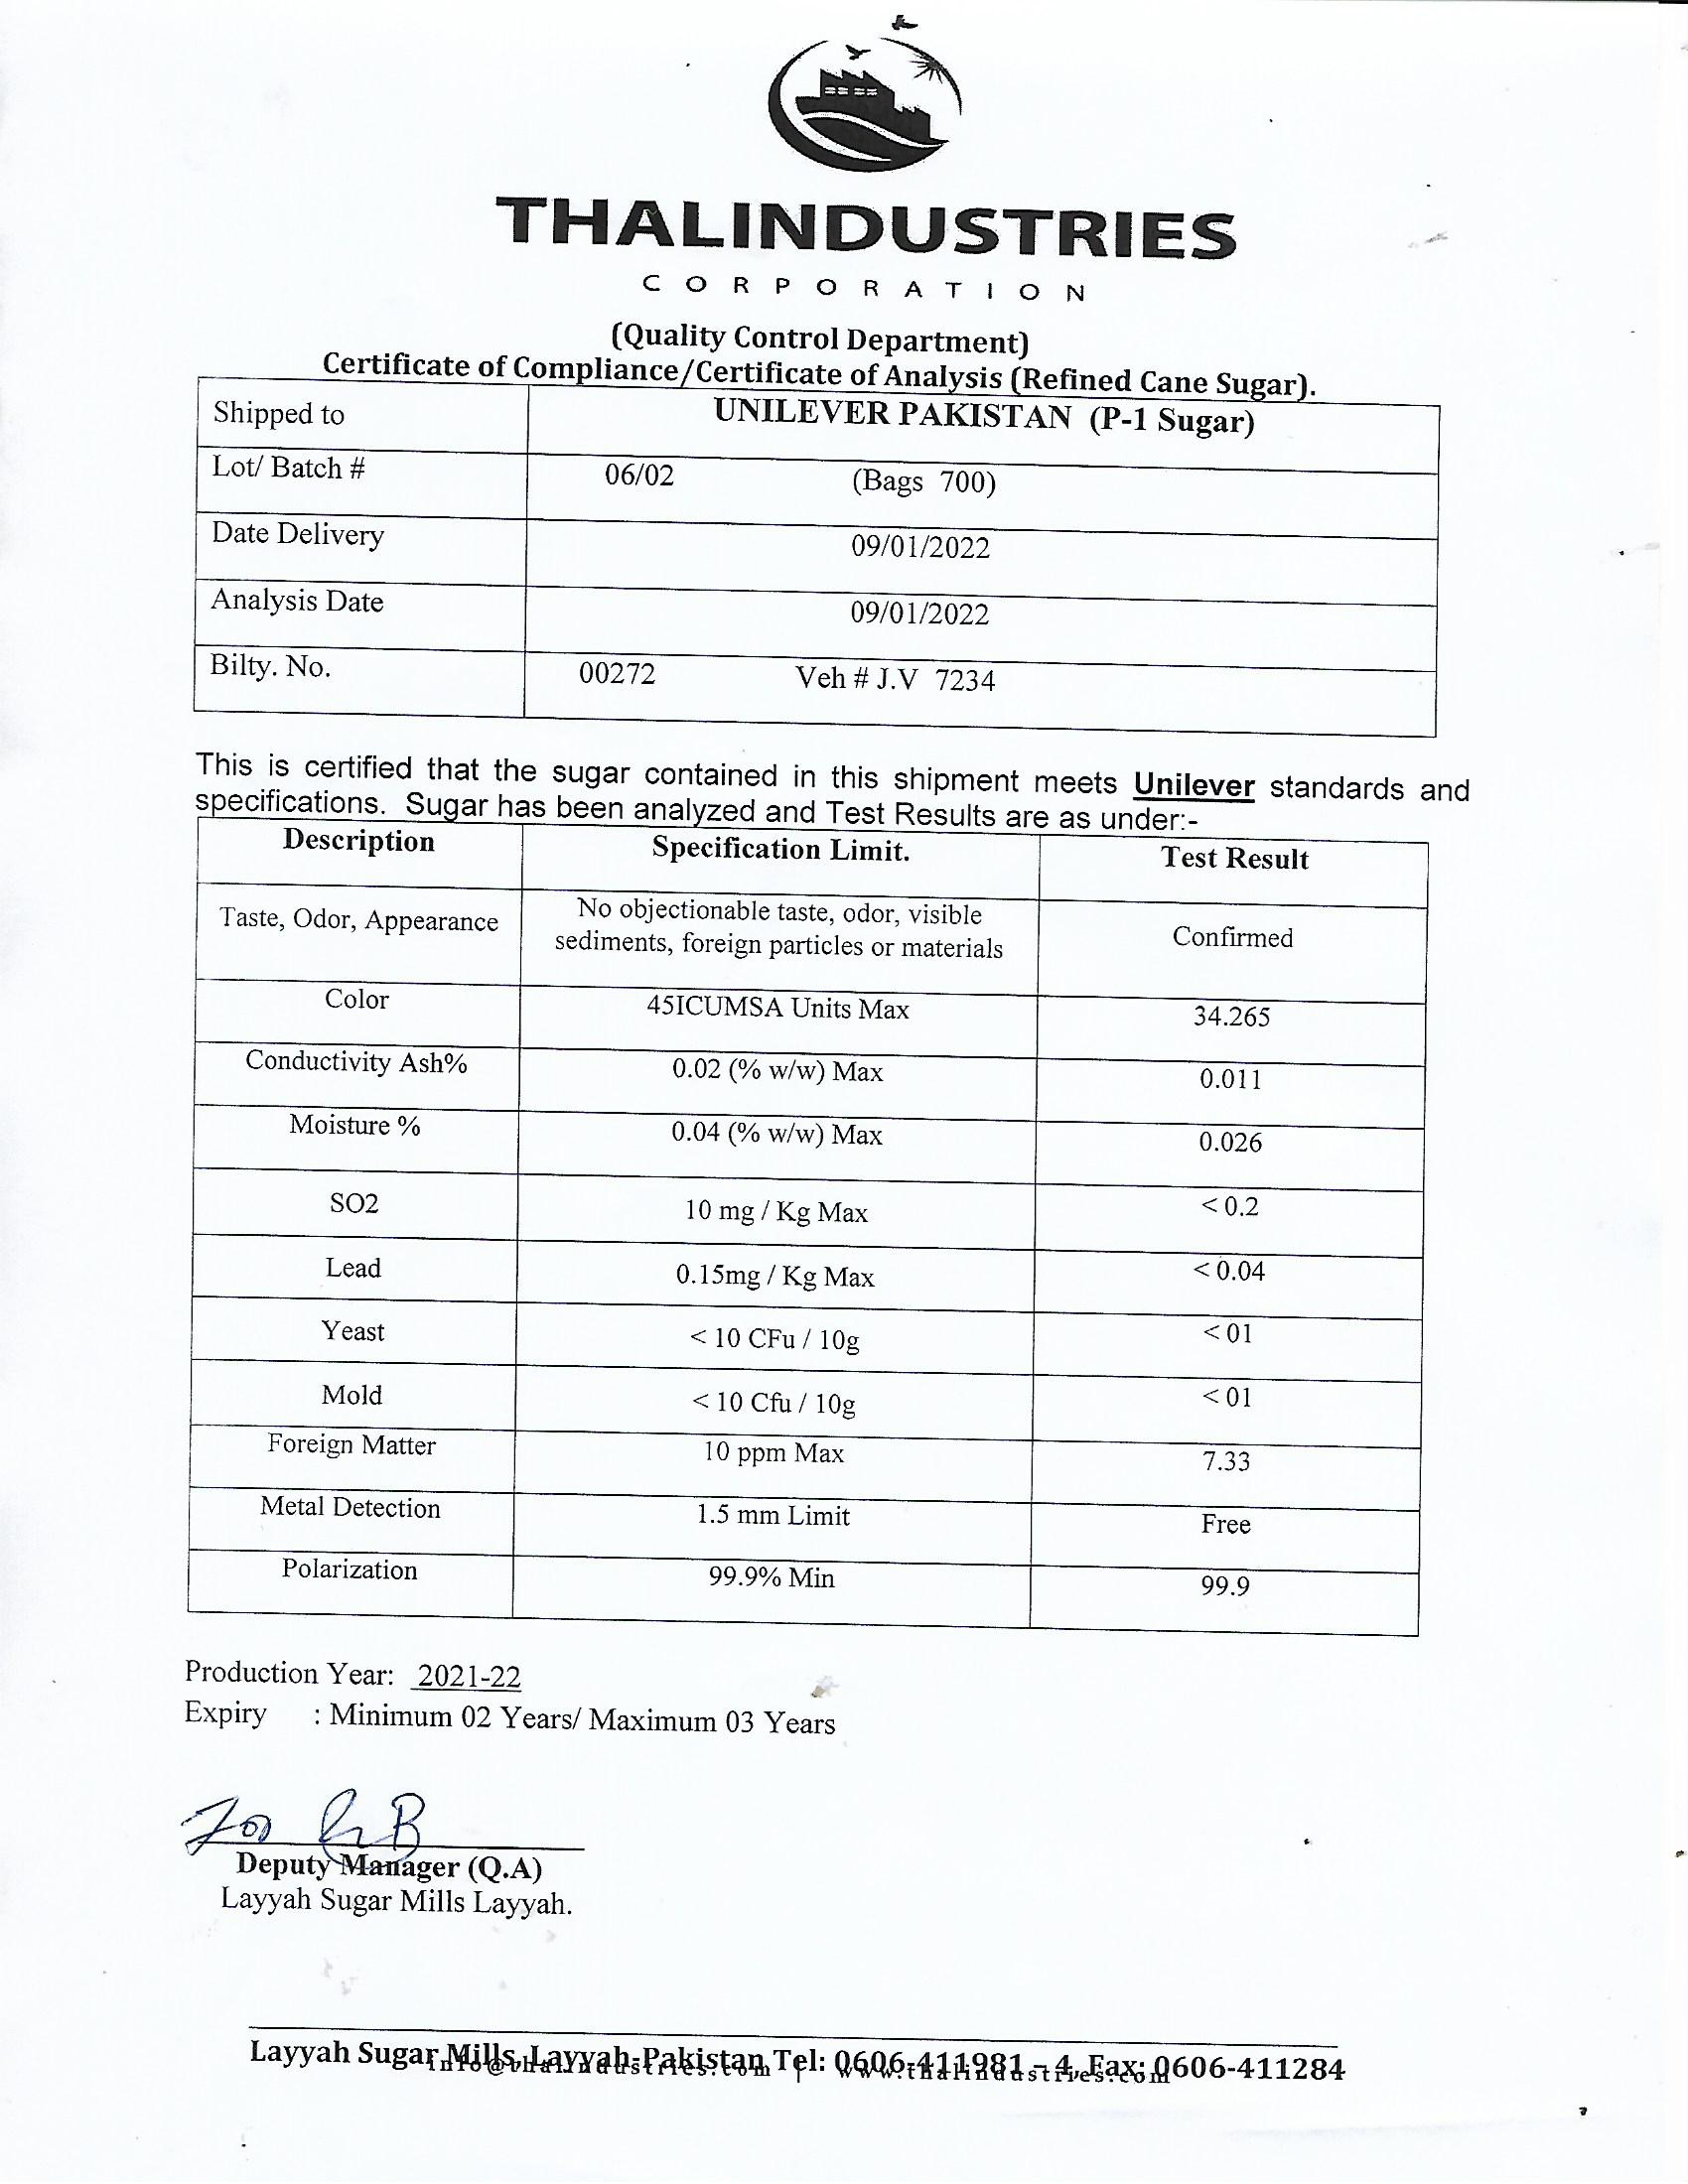 THALINDUSTRIES
CORPORATION
(Quality Control Department)
Certificate of Compliance/Certificate of Analysis (Refined Cane Sugar).
Shipped to UNILEVER PAKISTAN (P-1 Sugar)
Lot/ Batch # 06/02 (Bags 700)
Date Delivery 09/01/2022
Analysis Date 09/01/2022
Bilty. No. 00272 Veh # J.V 7234
This is certified that the sugar contained in this shipment meets Unilever standards and
specifications. Sugar has been analyzed and Test Results are as under:-
Description Specification Limit. Test Result
Taste, Odor, Appearance No objectionable taste, odor, visible
sediments, foreign particles or materials Confirmed
Color 45ICUMSA Units Max 34.265
Conductivity Ash% 0.02 (% w/w) Max 0.011
Moisture % 0.04 (% w/w) Max 0.026
SO2 10 mg / Kg Max < 0.2
Lead 0.15mg / Kg Max < 0.04
Yeast < 10 CFu / 10g < 01
Mold < 10 Cfu / 10g < 01
Foreign Matter 10 ppm Max 7.33
Metal Detection 1.5 mm Limit Free
Polarization 99.9% Min 99.9
Production Year: 2021-22
Expiry : Minimum 02 Years/ Maximum 03 Years
Deputy Manager (Q.A)
Layyah Sugar Mills Layyah.
Layyah Sugar Mills, Layyah-Pakistan Tel: 0606-411981 – 4, Fax: 0606-411284
info@thalindustries.com | www.thalindustries.com